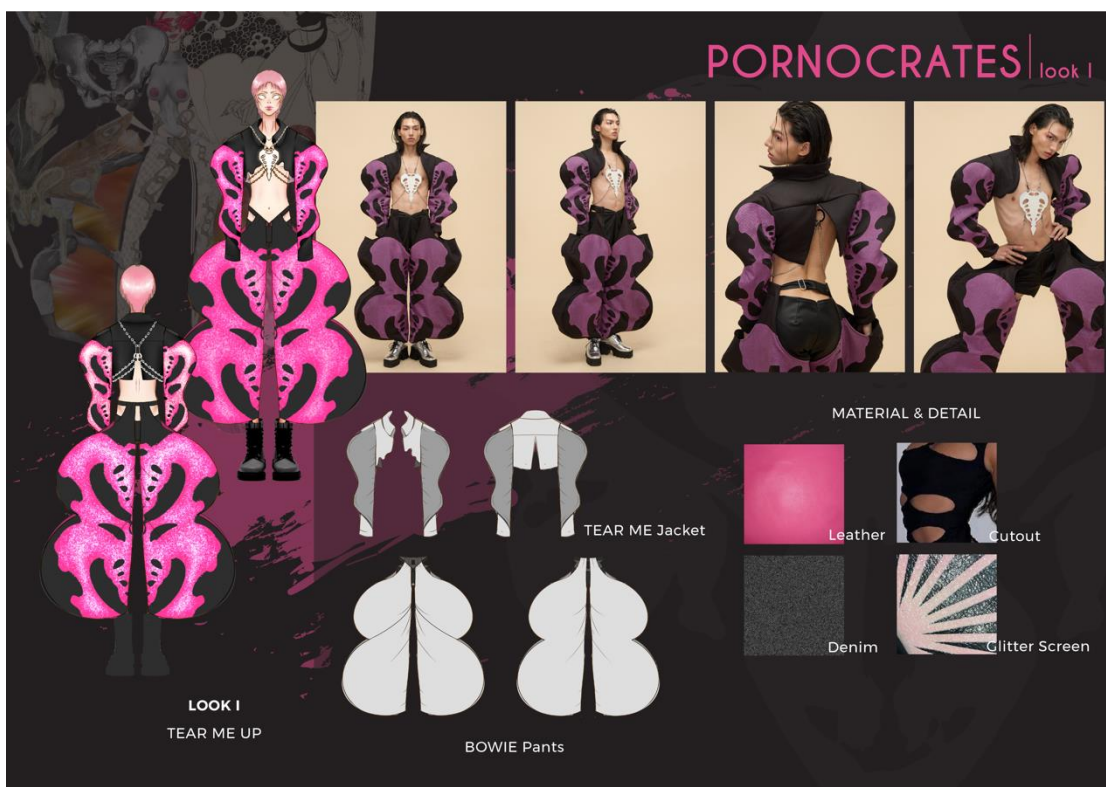 PORNOCRATES look I
MATERIAL & DETAIL
Leather
Cutout
Denim
Glitter Screen
TEAR ME Jacket
BOWIE Pants
LOOK I
TEAR ME UP